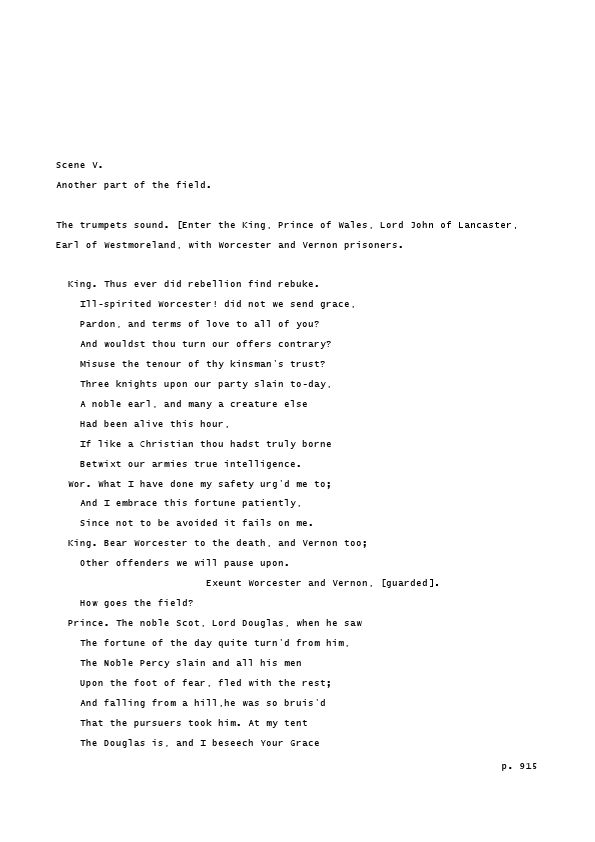 Scene V.
Another part of the field.
The trumpets sound. [Enter the King, Prince of Wales, Lord John of Lancaster,
Earl of Westmoreland, with Worcester and Vernon prisoners.
King. Thus ever did rebellion find rebuke.
Ill-spirited Worcester! did not we send grace,
Pardon, and terms of love to all of you?
And wouldst thou turn our offers contrary?
Misuse the tenour of thy kinsman's trust?
Three knights upon our party slain to-day,
A noble earl, and many a creature else
Had been alive this hour,
If like a Christian thou hadst truly borne
Betwixt our armies true intelligence.
Wor. What I have done my safety urg'd me to;
And I embrace this fortune patiently,
Since not to be avoided it fails on me.
King. Bear Worcester to the death, and Vernon too;
Other offenders we will pause upon.
Exeunt Worcester and Vernon, [guarded].
How goes the field?
Prince. The noble Scot, Lord Douglas, when he saw
The fortune of the day quite turn'd from him,
The Noble Percy slain and all his men
Upon the foot of fear, fled with the rest;
And falling from a hill,he was so bruis'd
That the pursuers took him. At my tent
The Douglas is, and I beseech Your Grace
p. 915